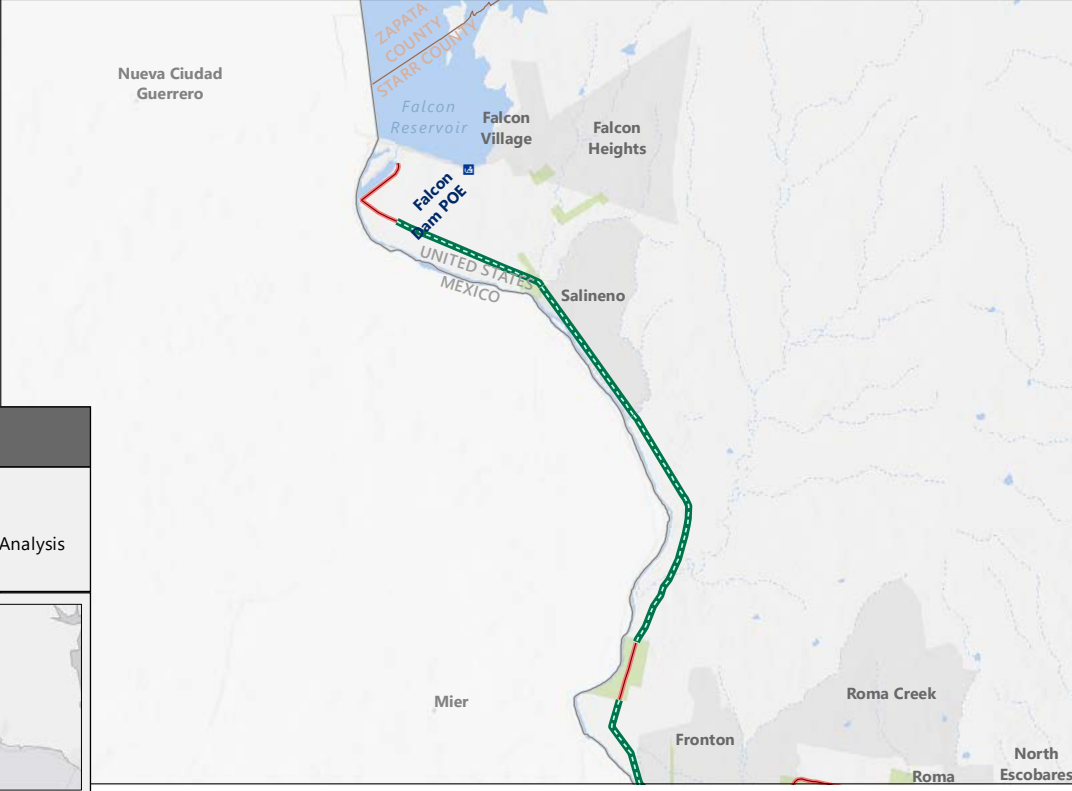 ZAPATA
COUNTY
STARR COUNTY
Nueva Ciudad
Guerrero
Falcon
Reservoir
Falcon
Village
Falcon
Heights
Falcon
Dam POE
UNITED STATES
MEXICO
Salineno
Analysis
Mier
Roma Creek
Fronton
North
Escobares
Roma